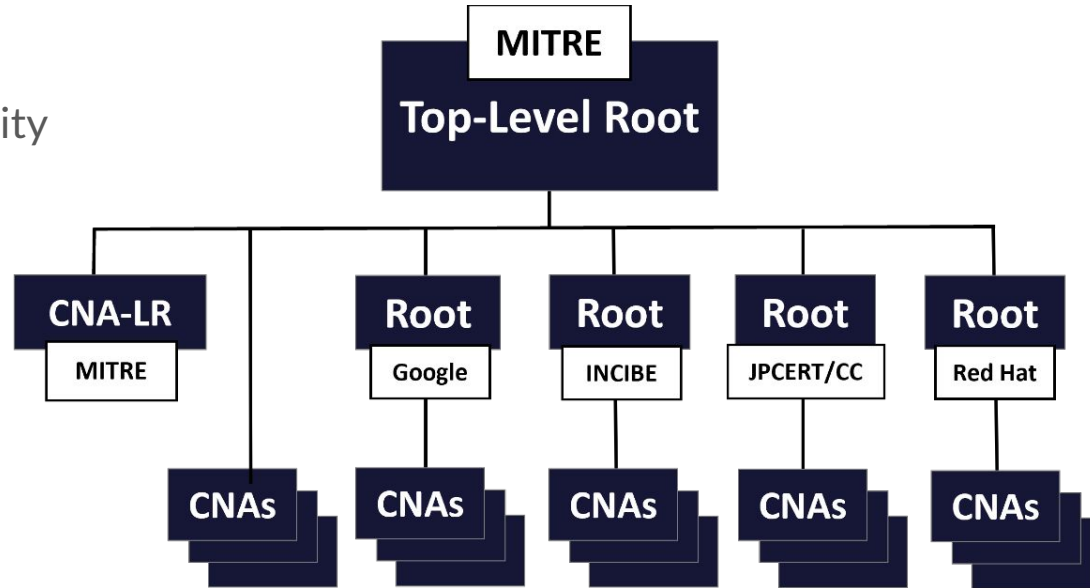 MITRE
ity
Top-Level Root
CNA-LR
MITRE
Root
Google
Root
INCIBE
Root
JPCERT/CC
Root
Red Hat
CNAs
CNAs
CNAs
CNAs
CNAs